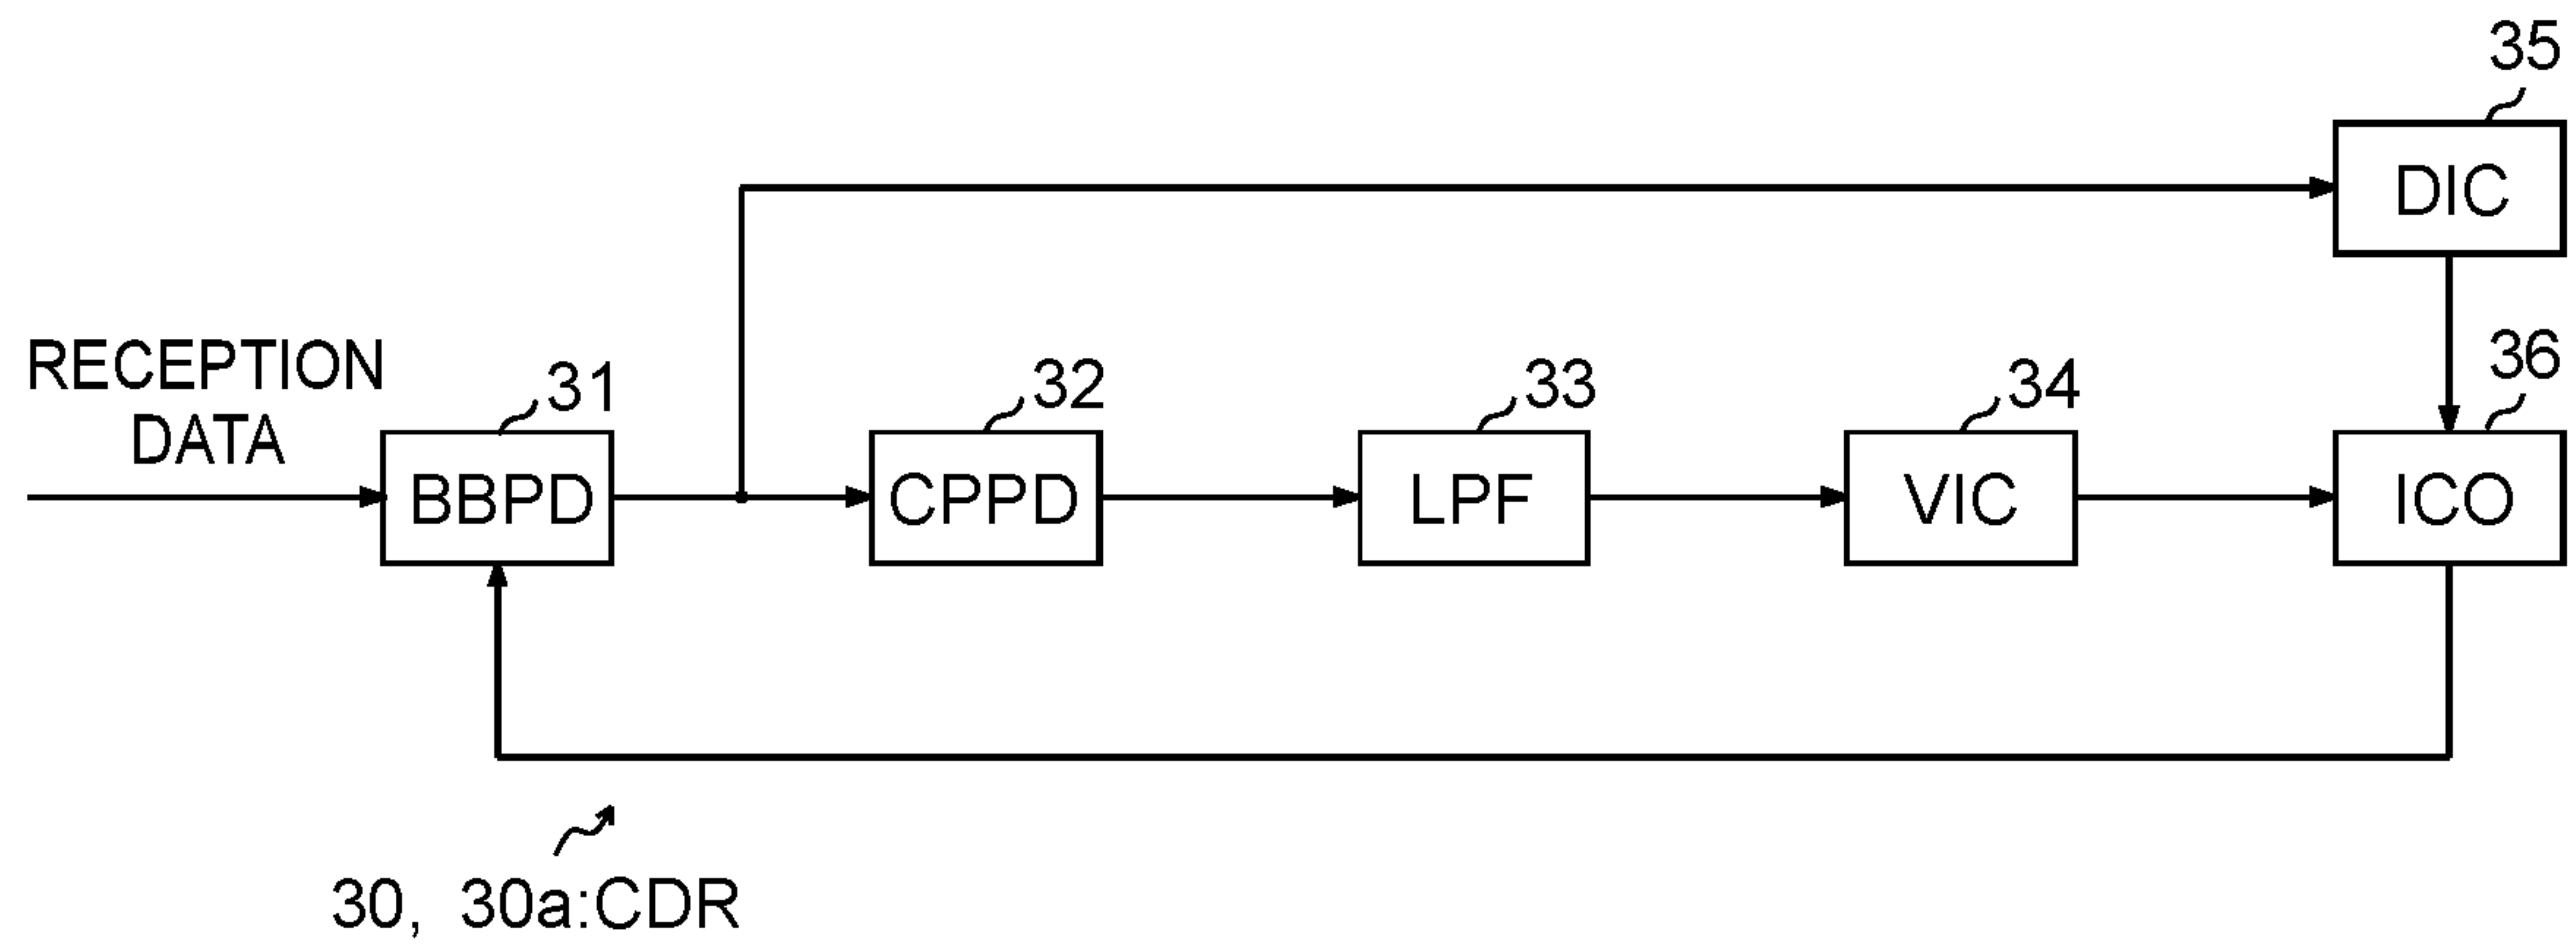 35
DIC
RECEPTION
DATA
31
32
33
34
36
BBPD
CPPD
LPF
VIC
ICO
30, 30a:CDR